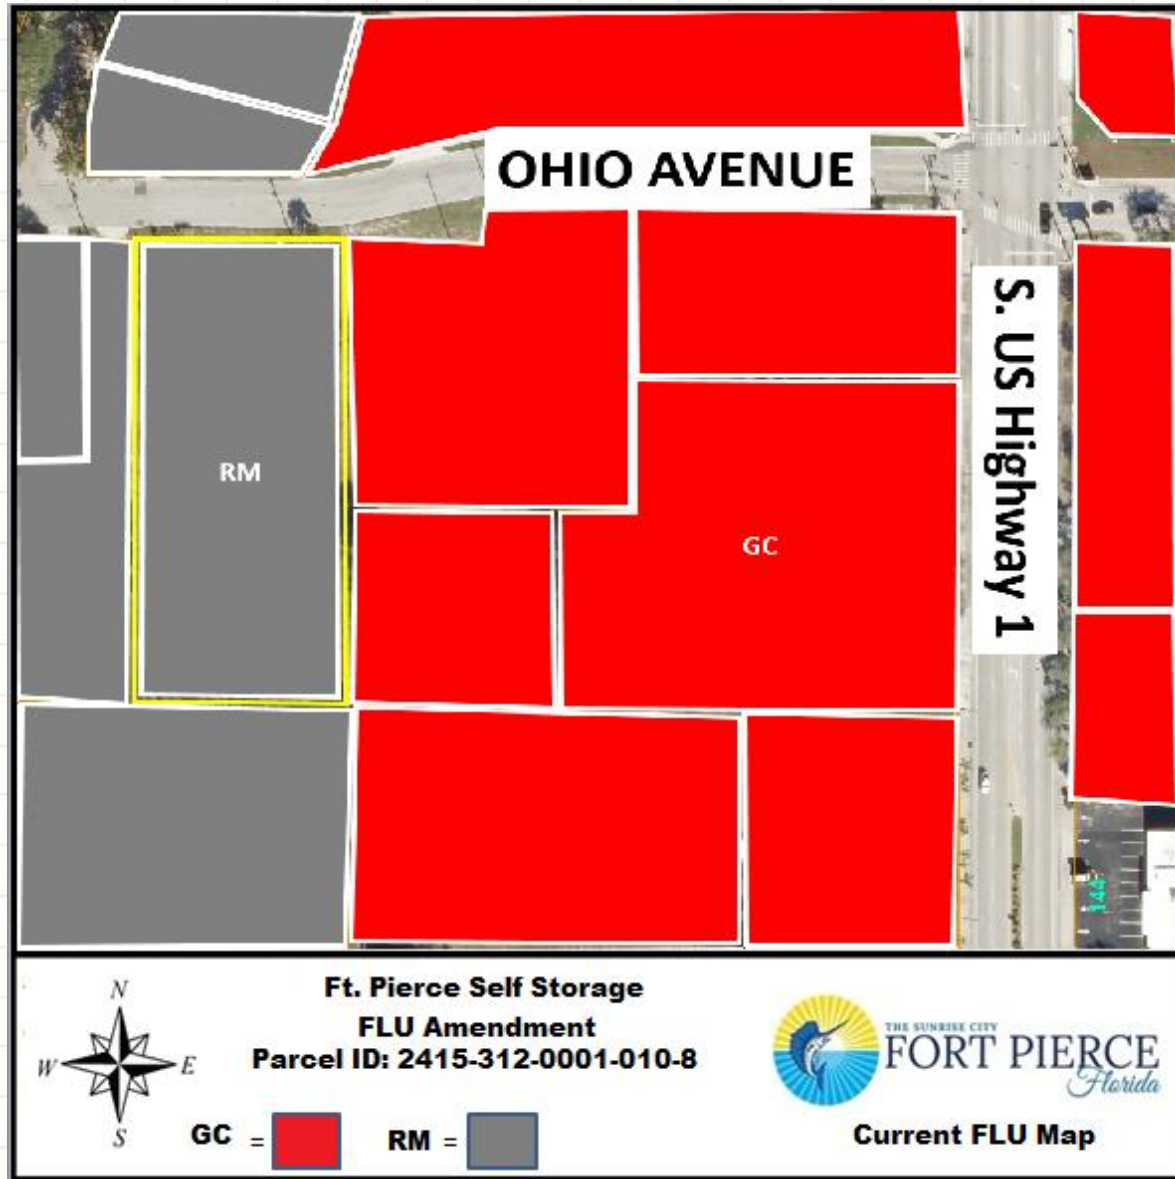 OHIO AVENUE
S. US Highway 1
RM
GC
144
N
W
E
S
Ft. Pierce Self Storage
FLU Amendment
Parcel ID: 2415-312-0001-010-8
GC =
RM =
THE SUNRISE CITY
FORT PIERCE
Florida
Current FLU Map